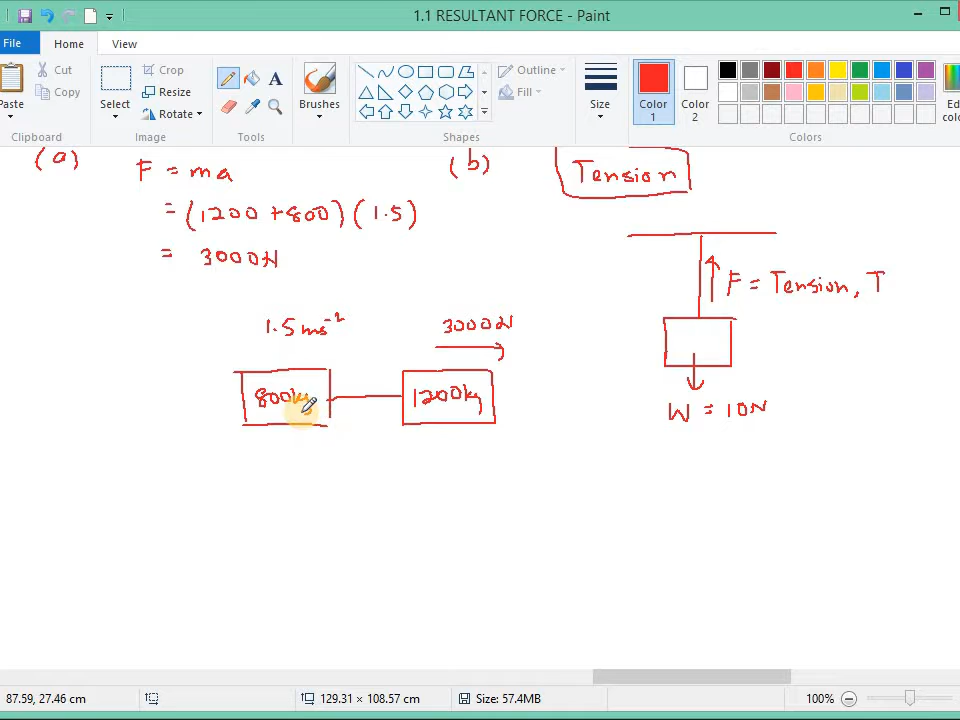 1.1 RESULTANT FORCE - Paint
File
Home
View
Paste
Cut
Copy
Select
Crop
Resize
Rotate
A
Brushes
Outline
Fill
Size
Color 1
Color 2
Clipboard
Image
Tools
Shapes
Colors
(a)
F = ma
= (1200 + 800) (1.5)
= 3000N
(b)
Tension
F = Tension, T
W = 10N
1.5 ms⁻²
3000N
800kg
1200kg
87.59, 27.46 cm
129.31 × 108.57 cm
Size: 57.4MB
100%